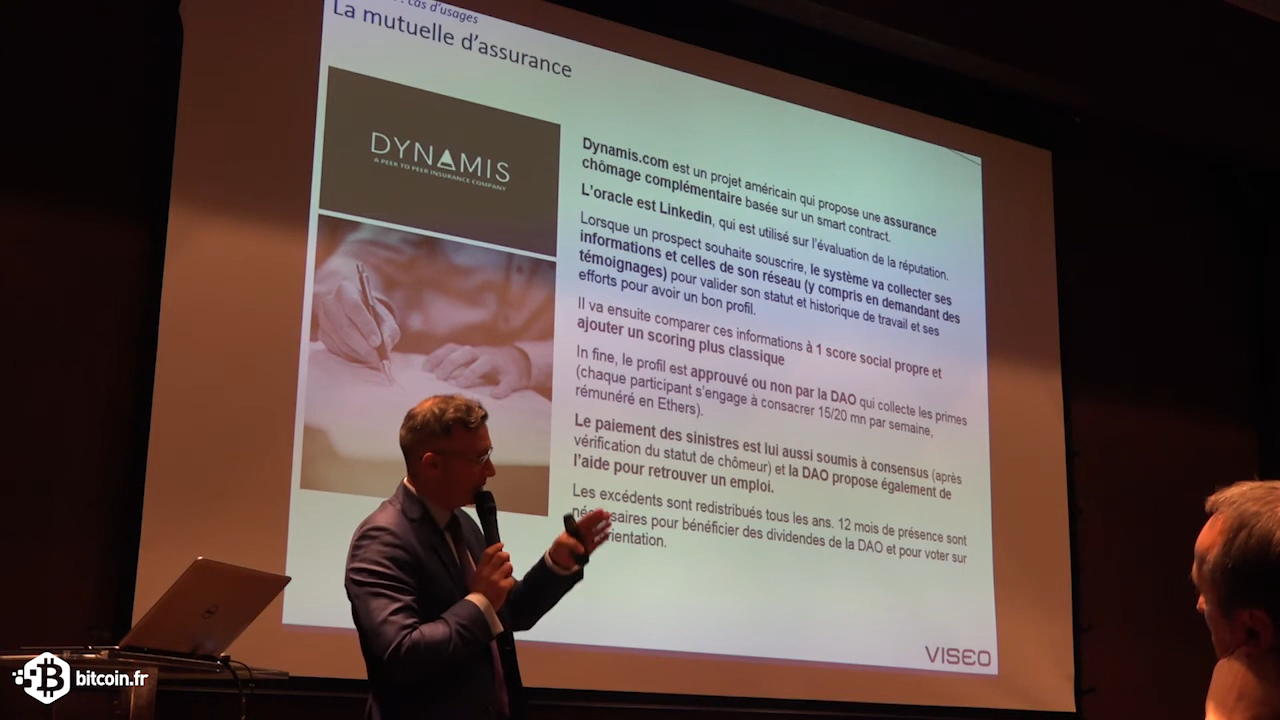 : cas d'usages
La mutuelle d'assurance
DYNAMIS
A PEER TO PEER INSURANCE COMPANY
Dynamis.com est un projet américain qui propose une assurance
chômage complémentaire basée sur un smart contract.
L'oracle est Linkedin, qui est utilisé sur l'évaluation de la réputation.
Lorsque un prospect souhaite souscrire, le système va collecter ses
informations et celles de son réseau (y compris en demandant des
témoignages) pour valider son statut et historique de travail et ses
efforts pour avoir un bon profil.
Il va ensuite comparer ces informations à 1 score social propre et
ajouter un scoring plus classique
In fine, le profil est approuvé ou non par la DAO qui collecte les primes
(chaque participant s'engage à consacrer 15/20 mn par semaine,
rémunéré en Ethers).
Le paiement des sinistres est lui aussi soumis à consensus (après
vérification du statut de chômeur) et la DAO propose également de
l'aide pour retrouver un emploi.
Les excédents sont redistribués tous les ans. 12 mois de présence sont
pour bénéficier des dividendes de la DAO et pour voter sur
VISEO
bitcoin.fr